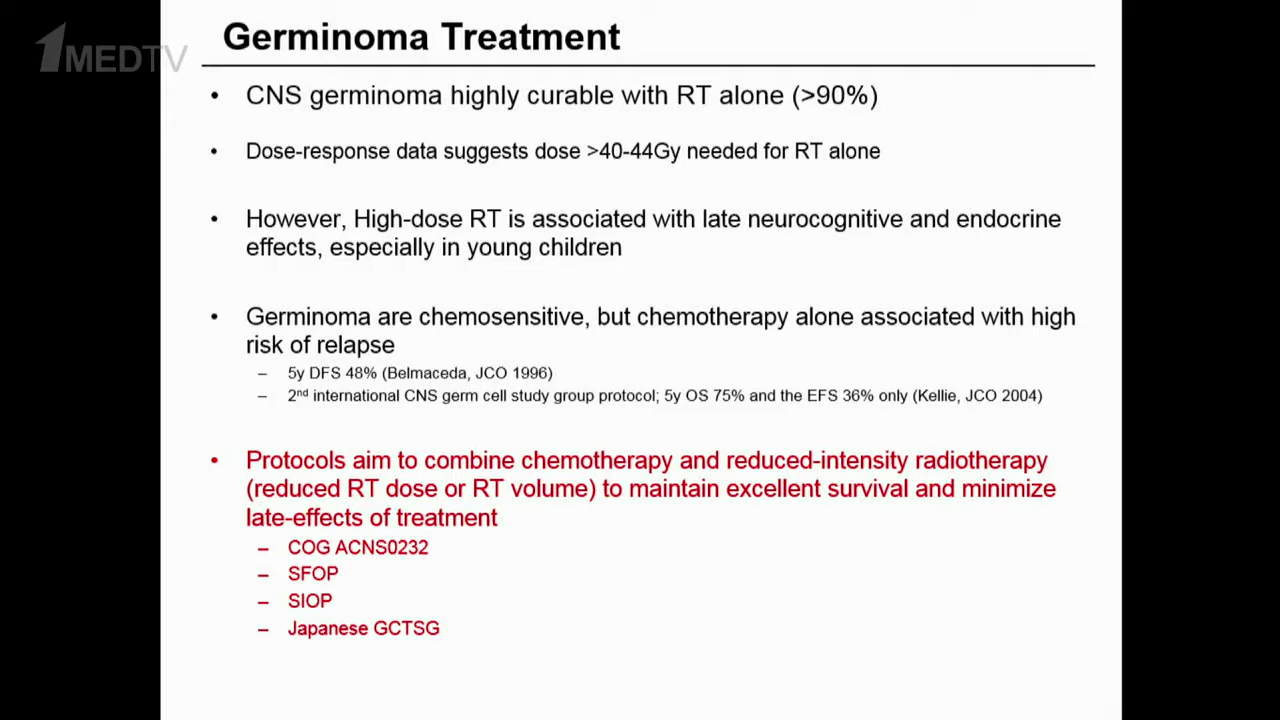 1MEDTV
Germinoma Treatment
• CNS germinoma highly curable with RT alone (>90%)
• Dose-response data suggests dose >40-44Gy needed for RT alone
• However, High-dose RT is associated with late neurocognitive and endocrine
effects, especially in young children
• Germinoma are chemosensitive, but chemotherapy alone associated with high
risk of relapse
– 5y DFS 48% (Belmaceda, JCO 1996)
– 2nd international CNS germ cell study group protocol; 5y OS 75% and the EFS 36% only (Kellie, JCO 2004)
• Protocols aim to combine chemotherapy and reduced-intensity radiotherapy
(reduced RT dose or RT volume) to maintain excellent survival and minimize
late-effects of treatment
– COG ACNS0232
– SFOP
– SIOP
– Japanese GCTSG